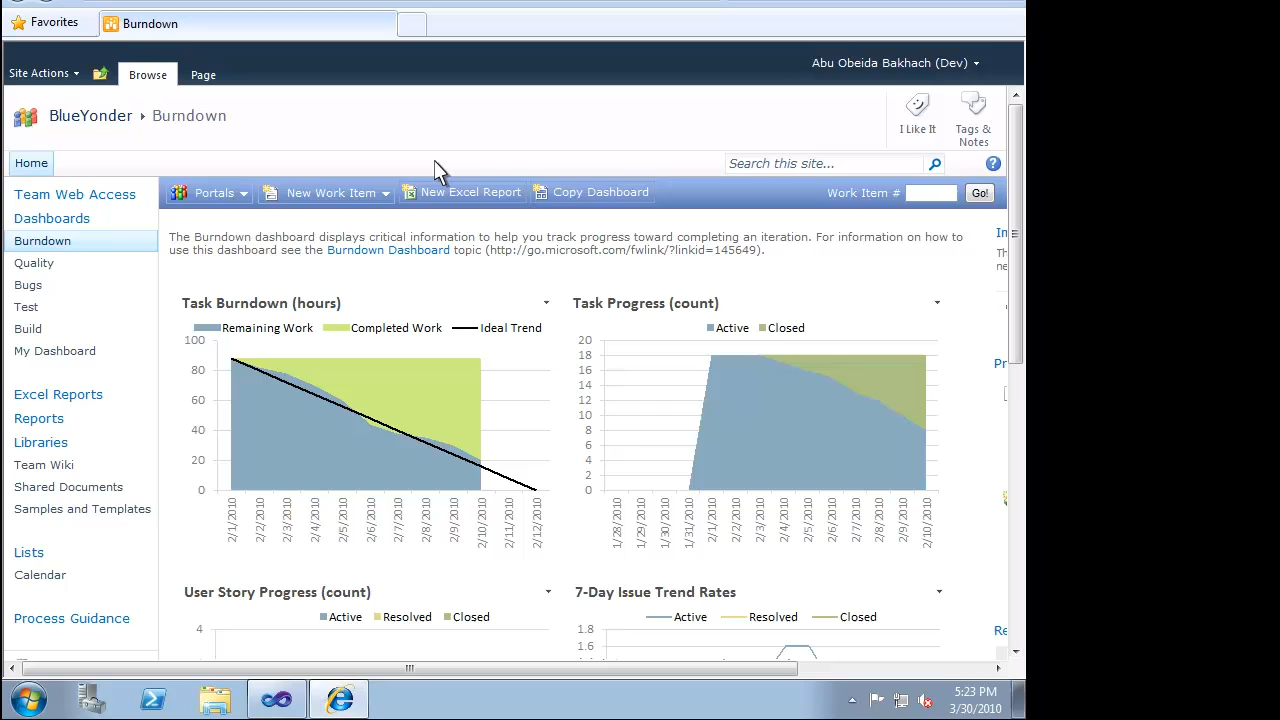 Favorites
Burndown
Abu Obeida Bakhach (Dev)
Site Actions
Browse
Page
BlueYonder
Burndown
I Like It
Tags &
Notes
Home
Search this site...
Team Web Access
Dashboards
Burndown
Quality
Bugs
Test
Build
My Dashboard
Excel Reports
Reports
Libraries
Team Wiki
Shared Documents
Samples and Templates
Lists
Calendar
Process Guidance
Portals
New Work Item
New Excel Report
Copy Dashboard
Work Item #
Go!
The Burndown dashboard displays critical information to help you track progress toward completing an iteration. For information on how to
use this dashboard see the Burndown Dashboard topic (http://go.microsoft.com/fwlink/?linkid=145649).
Task Burndown (hours)
Remaining Work
Completed Work
Ideal Trend
100
80
60
40
20
0
2/1/2010
2/2/2010
2/3/2010
2/4/2010
2/5/2010
2/6/2010
2/7/2010
2/8/2010
2/9/2010
2/10/2010
2/11/2010
2/12/2010
Task Progress (count)
Active
Closed
20
18
16
14
12
10
8
6
4
2
0
1/28/2010
1/29/2010
1/30/2010
1/31/2010
2/1/2010
2/2/2010
2/3/2010
2/4/2010
2/5/2010
2/6/2010
2/7/2010
2/8/2010
2/9/2010
2/10/2010
User Story Progress (count)
Active
Resolved
Closed
4
7-Day Issue Trend Rates
Active
Resolved
Closed
1.8
1.6
5:23 PM
3/30/2010